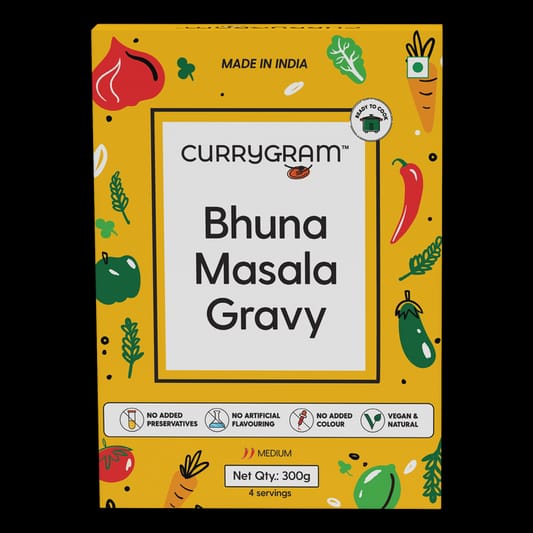 MADE IN INDIA
READY TO COOK
CURRYGRAM™
Bhuna
Masala
Gravy
NO ADDED
PRESERVATIVES
NO ARTIFICIAL
FLAVOURING
NO ADDED
COLOUR
VEGAN &
NATURAL
MEDIUM
Net Qty.: 300g
4 servings